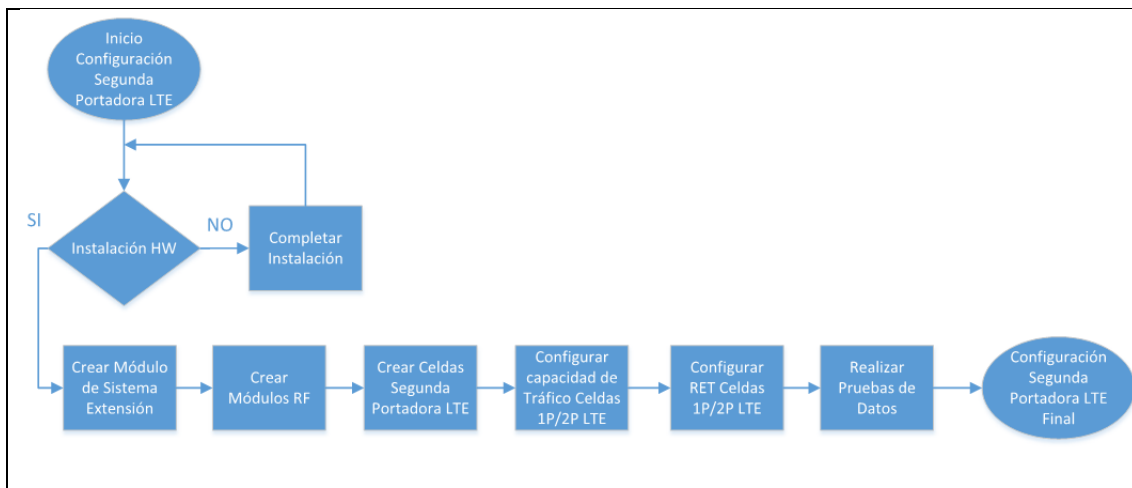 Inicio
Configuración
Segunda
Portadora LTE
SI
Instalación HW
NO
Completar
Instalación
Crear Módulo
de Sistema
Extensión
Crear
Módulos RF
Crear Celdas
Segunda
Portadora LTE
Configurar
capacidad de
Tráfico Celdas
1P/2P LTE
Configurar
RET Celdas
1P/2P LTE
Realizar
Pruebas de
Datos
Configuración
Segunda
Portadora LTE
Final